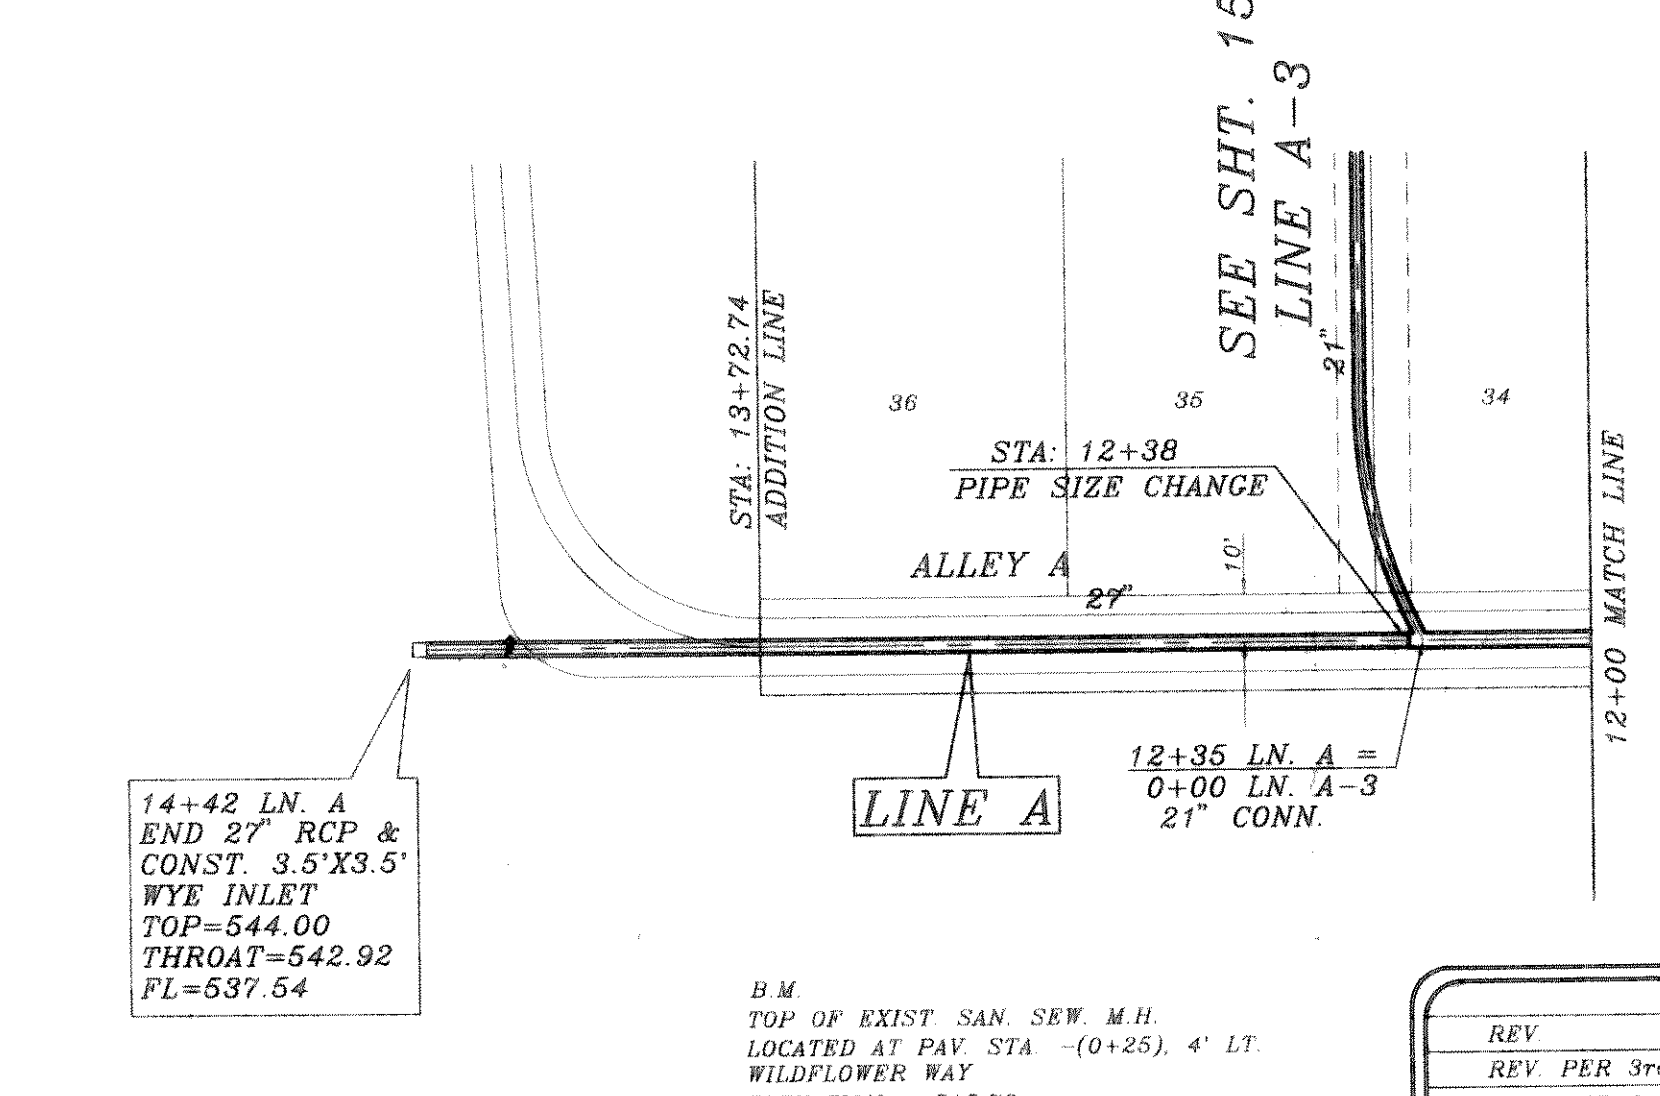 SEE SHT. 15
LINE A-3
21"
STA: 13+72.74
ADDITION LINE
36
35
34
STA: 12+38
PIPE SIZE CHANGE
12+00 MATCH LINE
ALLEY A
10'
27"
14+42 LN. A
END 27" RCP &
CONST. 3.5'X3.5'
WYE INLET
TOP=544.00
THROAT=542.92
FL=537.54
LINE A
12+35 LN. A =
0+00 LN. A-3
21" CONN.
B.M.
TOP OF EXIST. SAN. SEW. M.H.
LOCATED AT PAV. STA. -(0+25), 4' LT.
WILDFLOWER WAY
REV.
REV. PER